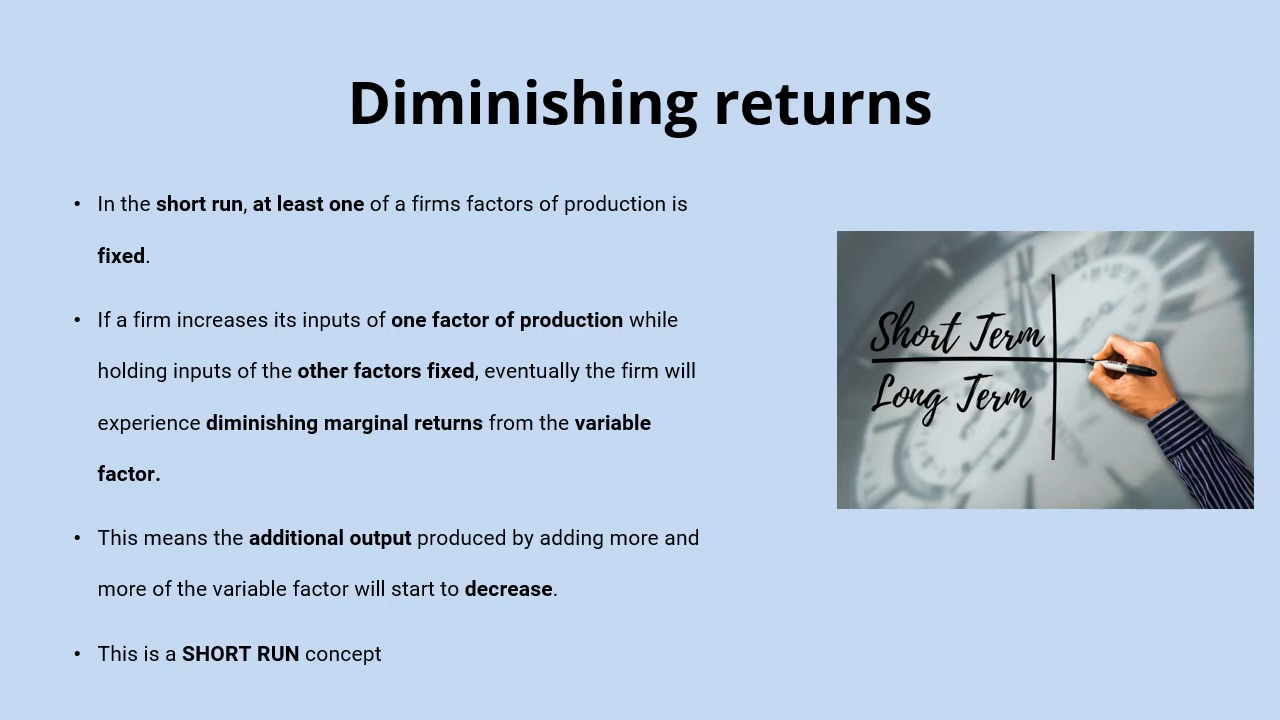 Diminishing returns
• In the short run, at least one of a firms factors of production is
fixed.
• If a firm increases its inputs of one factor of production while
holding inputs of the other factors fixed, eventually the firm will
experience diminishing marginal returns from the variable
factor.
• This means the additional output produced by adding more and
more of the variable factor will start to decrease.
• This is a SHORT RUN concept
Short Term
Long Term